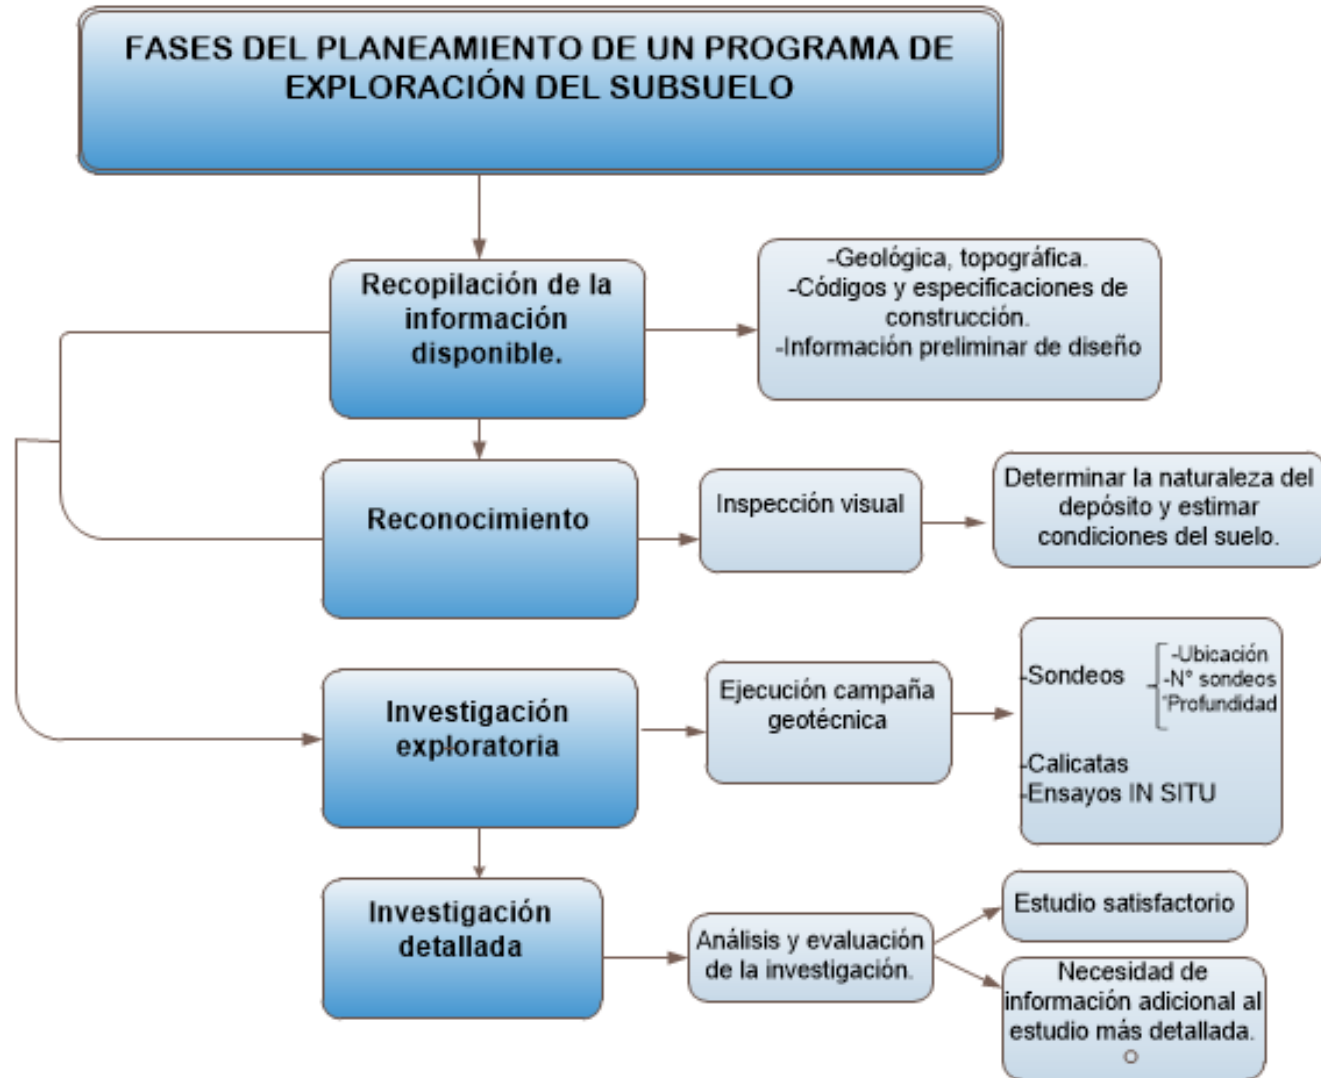 FASES DEL PLANEAMIENTO DE UN PROGRAMA DE
EXPLORACIÓN DEL SUBSUELO
Recopilación de la
información
disponible.
-Geológica, topográfica.
-Códigos y especificaciones de
construcción.
-Información preliminar de diseño
Reconocimiento
Inspección visual
Determinar la naturaleza del
depósito y estimar
condiciones del suelo.
Investigación
exploratoria
Ejecución campaña
geotécnica
-Sondeos
-Ubicación
-N° sondeos
-Profundidad
-Calicatas
-Ensayos IN SITU
Investigación
detallada
Análisis y evaluación
de la investigación.
Estudio satisfactorio
Necesidad de
información adicional al
estudio más detallada.